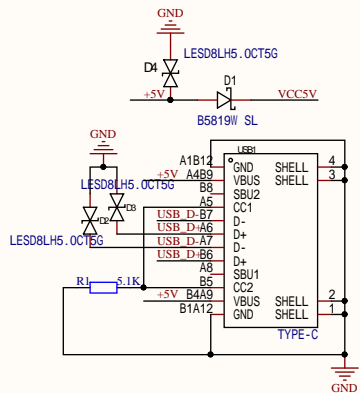 GND
LESD8LH5.0CT5G
D4
D1
+5V
VCC5V
B5819W SL
GND
USB1
A1B12 GND SHELL 4
+5V A4B9 VBUS SHELL 3
LESD8LH5.0CT5G
B8 SBU2
A5 CC1
D2 D3
USB_D- B7 D-
USB_D+ A6 D+
LESD8LH5.0CT5G
USB_D- A7 D-
USB_D+ B6 D+
A8 SBU1
R1 5.1K B5 CC2
+5V B4A9 VBUS SHELL 2
B1A12 GND SHELL 1
TYPE-C
GND